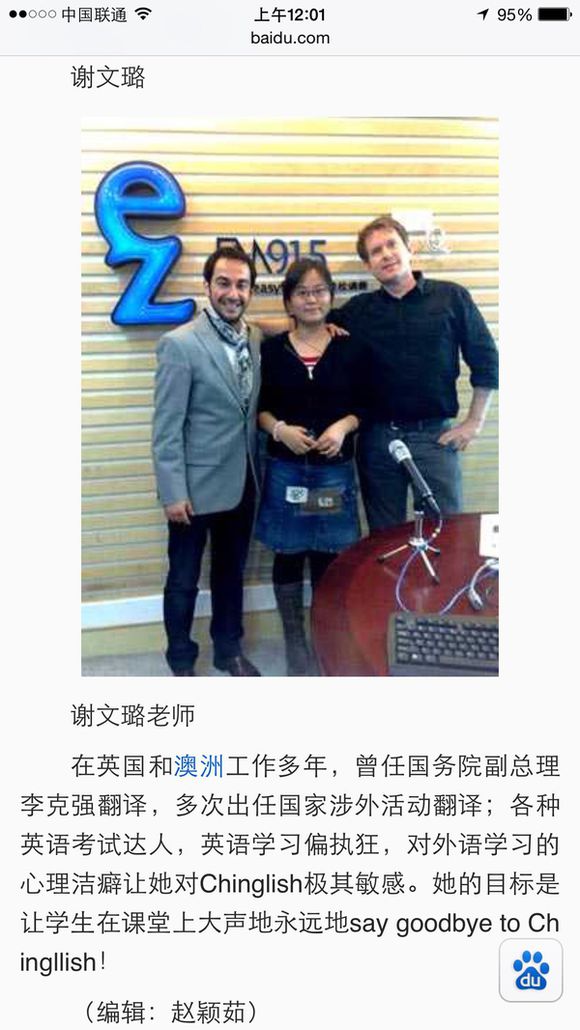 中国联通
上午12:01
95%
baidu.com
谢文璐
ez
FM91.5
easy
谢文璐老师
在英国和澳洲工作多年，曾任国务院副总理
李克强翻译，多次出任国家涉外活动翻译；各种
英语考试达人，英语学习偏执狂，对外语学习的
心理洁癖让她对Chinglish极其敏感。她的目标是
让学生在课堂上大声地永远地say goodbye to Ch
ingllish！
（编辑：赵颖茹）
du